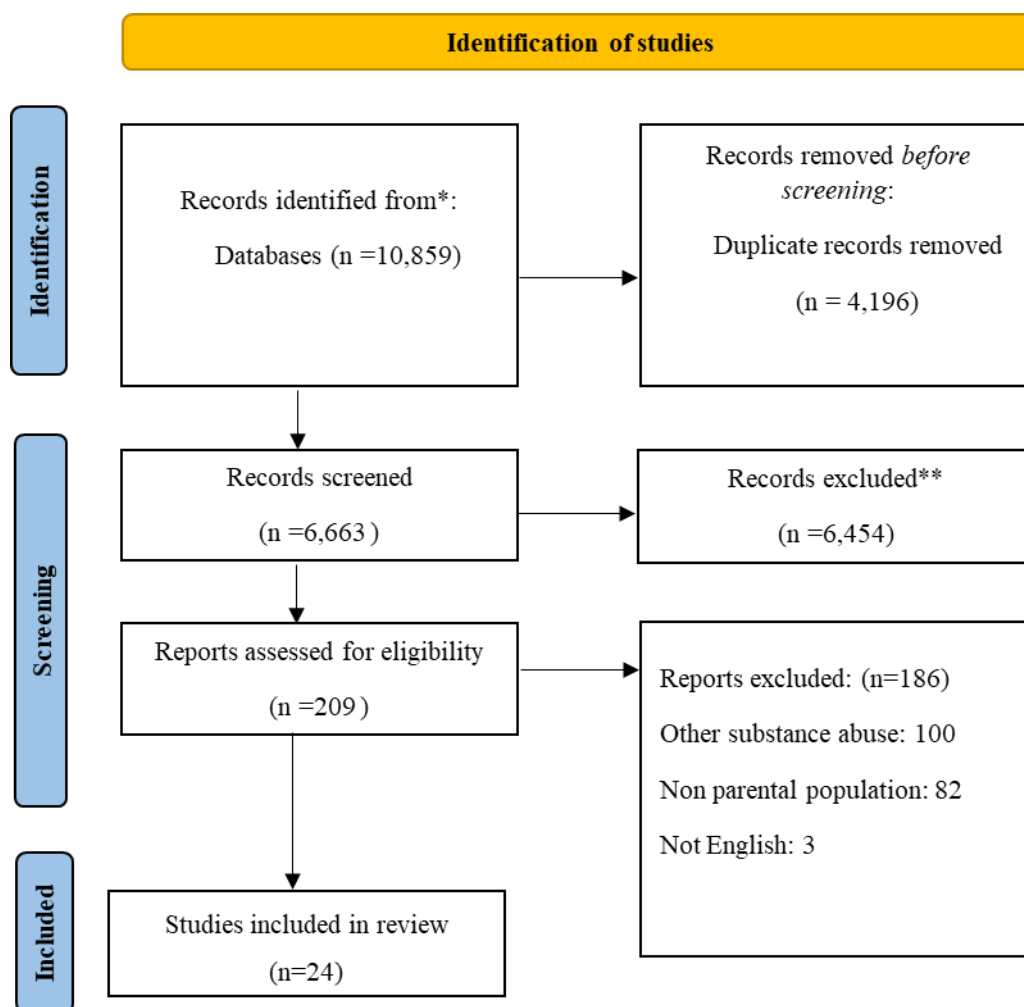 Identification of studies
Identification
Records identified from*:
Databases (n =10,859)
Records removed before
screening:
Duplicate records removed
(n = 4,196)
Screening
Records screened
(n =6,663 )
Records excluded**
(n =6,454)
Reports assessed for eligibility
(n =209 )
Reports excluded: (n=186)
Other substance abuse: 100
Non parental population: 82
Not English: 3
Included
Studies included in review
(n=24)